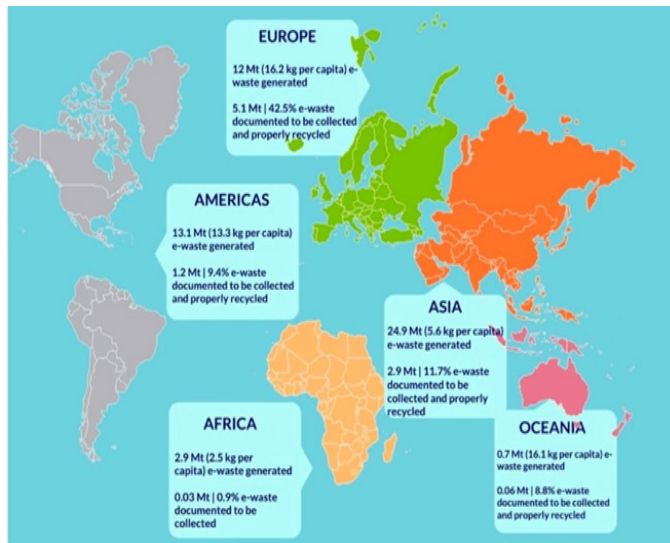 EUROPE
12 Mt (16.2 kg per capita) e-
waste generated
5.1 Mt | 42.5% e-waste
documented to be collected
and properly recycled
AMERICAS
13.1 Mt (13.3 kg per capita)
e-waste generated
1.2 Mt | 9.4% e-waste
documented to be collected
and properly recycled
ASIA
24.9 Mt (5.6 kg per capita)
e-waste generated
2.9 Mt | 11.7% e-waste
documented to be
collected and properly
recycled
AFRICA
2.9 Mt (2.5 kg per
capita) e-waste generated
0.03 Mt | 0.9% e-waste
documented to be
collected
OCEANIA
0.7 Mt (16.1 kg per capita) e-
waste generated
0.06 Mt | 8.8% e-waste
documented to be collected
and properly recycled